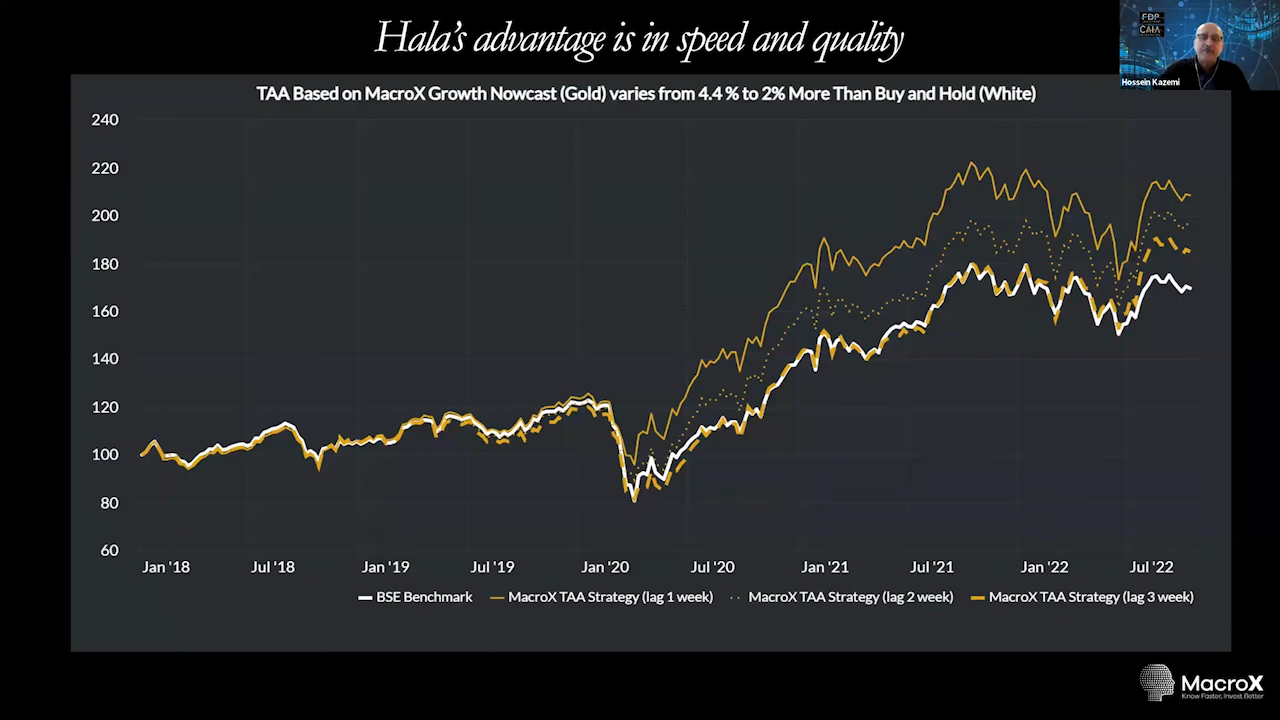 Hala's advantage is in speed and quality
FDP
CAIA
Hossein Kazemi
TAA Based on MacroX Growth Nowcast (Gold) varies from 4.4 % to 2% More Than Buy and Hold (White)
240
220
200
180
160
140
120
100
80
60
Jan '18 Jul '18 Jan '19 Jul '19 Jan '20 Jul '20 Jan '21 Jul '21 Jan '22 Jul '22
BSE Benchmark MacroX TAA Strategy (lag 1 week) MacroX TAA Strategy (lag 2 week) MacroX TAA Strategy (lag 3 week)
MacroX
Know Faster, Invest Better